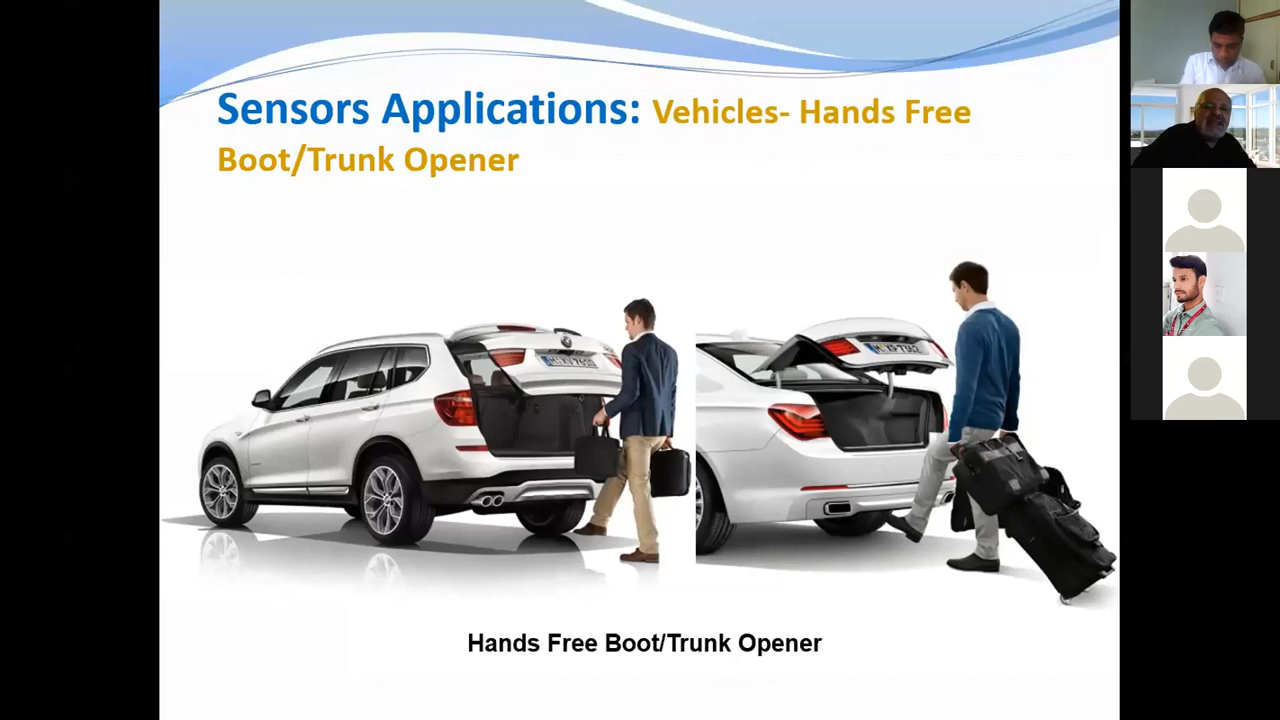 Sensors Applications: Vehicles- Hands Free
Boot/Trunk Opener
Hands Free Boot/Trunk Opener